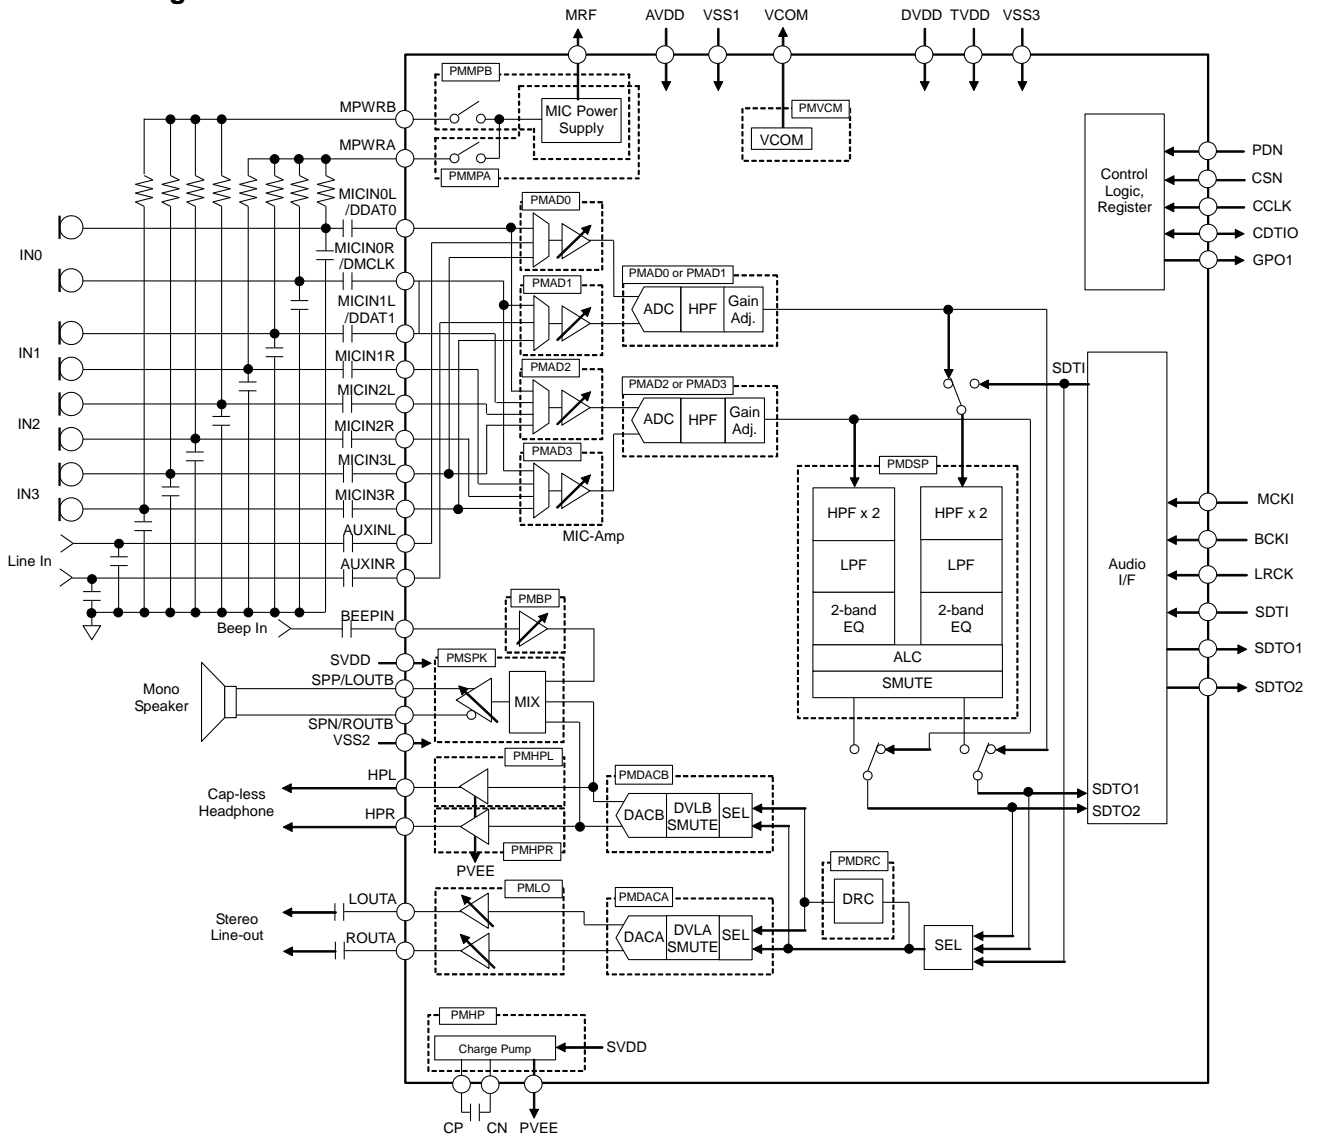 g
MRF
AVDD
VSS1
VCOM
DVDD
TVDD
VSS3
PMMPB
MPWRB
MIC Power
Supply
PMVCM
VCOM
MPWRA
PMMPA
Control
Logic,
Register
PDN
CSN
CCLK
CDTIO
GPO1
MICIN0L
/DDAT0
PMAD0
IN0
MICIN0R
/DMCLK
PMAD1
PMAD0 or PMAD1
ADC
HPF
Gain
Adj.
MICIN1L
/DDAT1
IN1
MICIN1R
PMAD2
PMAD2 or PMAD3
ADC
HPF
Gain
Adj.
SDTI
MICIN2L
IN2
MICIN2R
PMAD3
MICIN3L
IN3
MICIN3R
MIC-Amp
AUXINL
Line In
AUXINR
PMDSP
HPF x 2
HPF x 2
LPF
LPF
2-band
EQ
2-band
EQ
ALC
SMUTE
Audio
I/F
MCKI
BCKI
LRCK
SDTI
SDTO1
SDTO2
Beep In
BEEPIN
PMBP
SVDD
PMSPK
SPP/LOUTB
Mono
Speaker
MIX
SPN/ROUTB
VSS2
HPL
PMHPL
Cap-less
Headphone
HPR
PMHPR
PVEE
PMDACB
DACB
DVLB
SMUTE
SEL
SDTO1
SDTO2
PMDRC
DRC
LOUTA
PMLO
Stereo
Line-out
ROUTA
PMDACA
DACA
DVLA
SMUTE
SEL
SEL
PMHP
Charge Pump
SVDD
CP
CN
PVEE